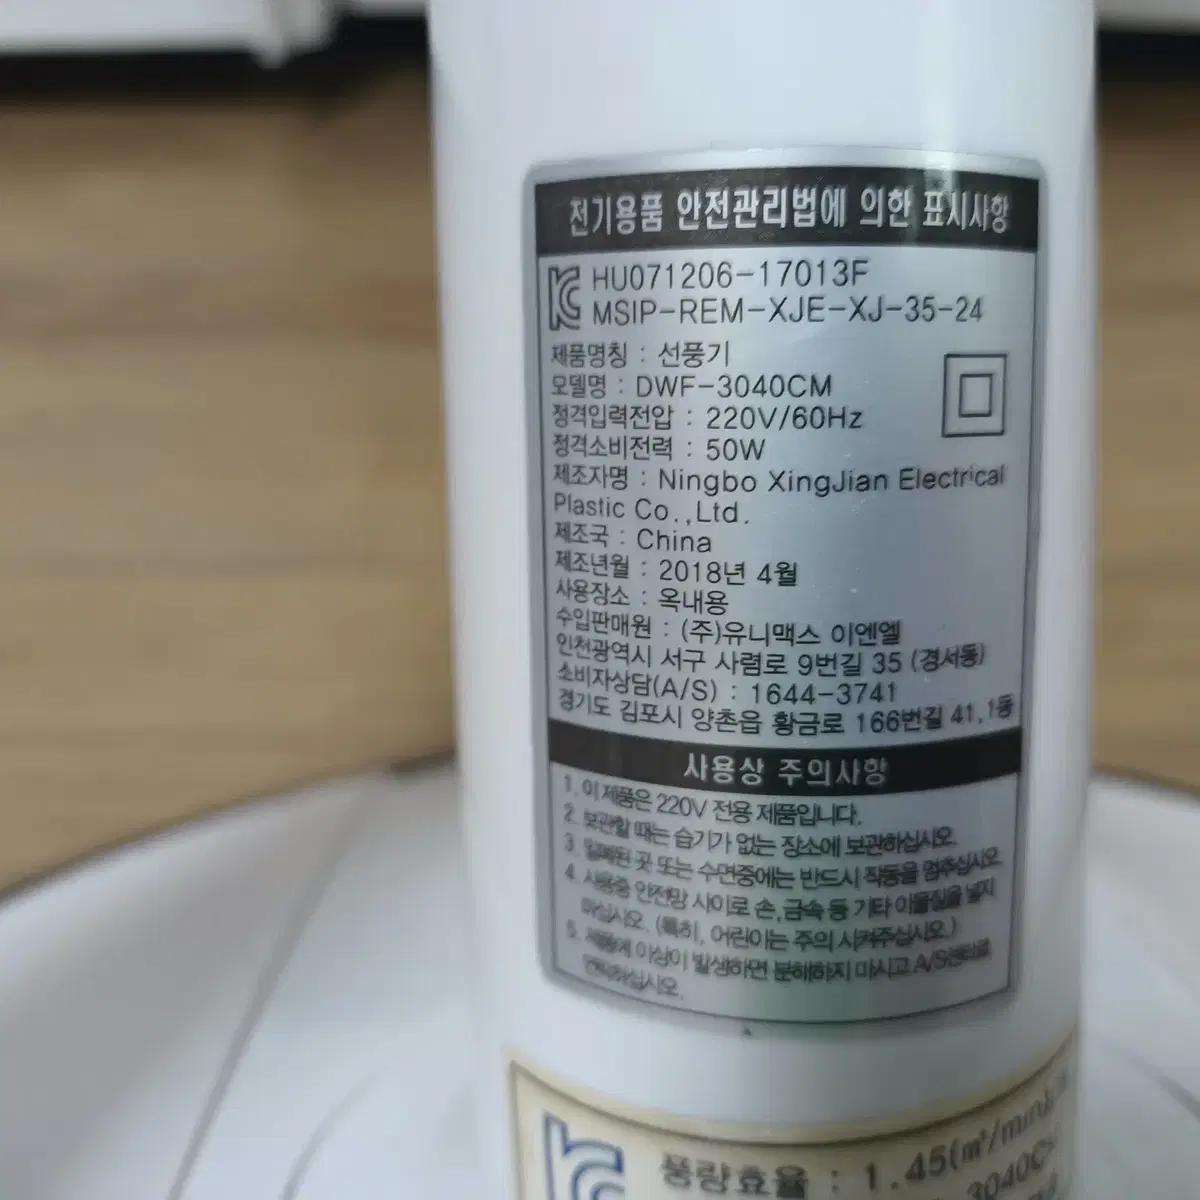 전기용품 안전관리법에 의한 표시사항
HU071206-17013F
MSIP-REM-XJE-XJ-35-24
제품명칭 : 선풍기
모델명 : DWF-3040CM
정격입력전압 : 220V/60Hz
정격소비전력 : 50W
제조자명 : Ningbo XingJian Electrical
Plastic Co.,Ltd.
제조국 : China
제조년월 : 2018년 4월
사용장소 : 옥내용
수입판매원 : (주)유니맥스 이엔엘
인천광역시 서구 사렴로 9번길 35 (경서동)
소비자상담(A/S) : 1644-3741
경기도 김포시 양촌읍 황금로 166번길 41,1동
사용상 주의사항
1. 이 제품은 220V 전용 제품입니다.
2. 보관할 때는 습기가 없는 장소에 보관하십시오.
3. 밀폐된 곳 또는 수면중에는 반드시 작동을 멈추십시오.
4. 사용중 안전망 사이로 손,금속 등 기타 이물질을 넣지
마십시오. (특히, 어린이는 주의 시켜주십시오.)
5. 제품에 이상이 발생하면 분해하지 마시고 A/S센터로
연락하십시오.
풍량효율 : 1.45(㎥/min)/W
3040CM